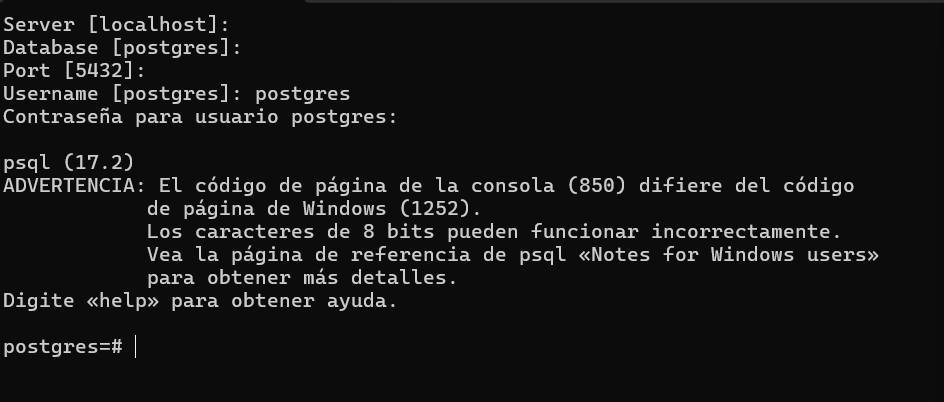 Server [localhost]:
Database [postgres]:
Port [5432]:
Username [postgres]: postgres
Contraseña para usuario postgres:
psql (17.2)
ADVERTENCIA: El código de página de la consola (850) difiere del código
de página de Windows (1252).
Los caracteres de 8 bits pueden funcionar incorrectamente.
Vea la página de referencia de psql «Notes for Windows users»
para obtener más detalles.
Digite «help» para obtener ayuda.
postgres=#